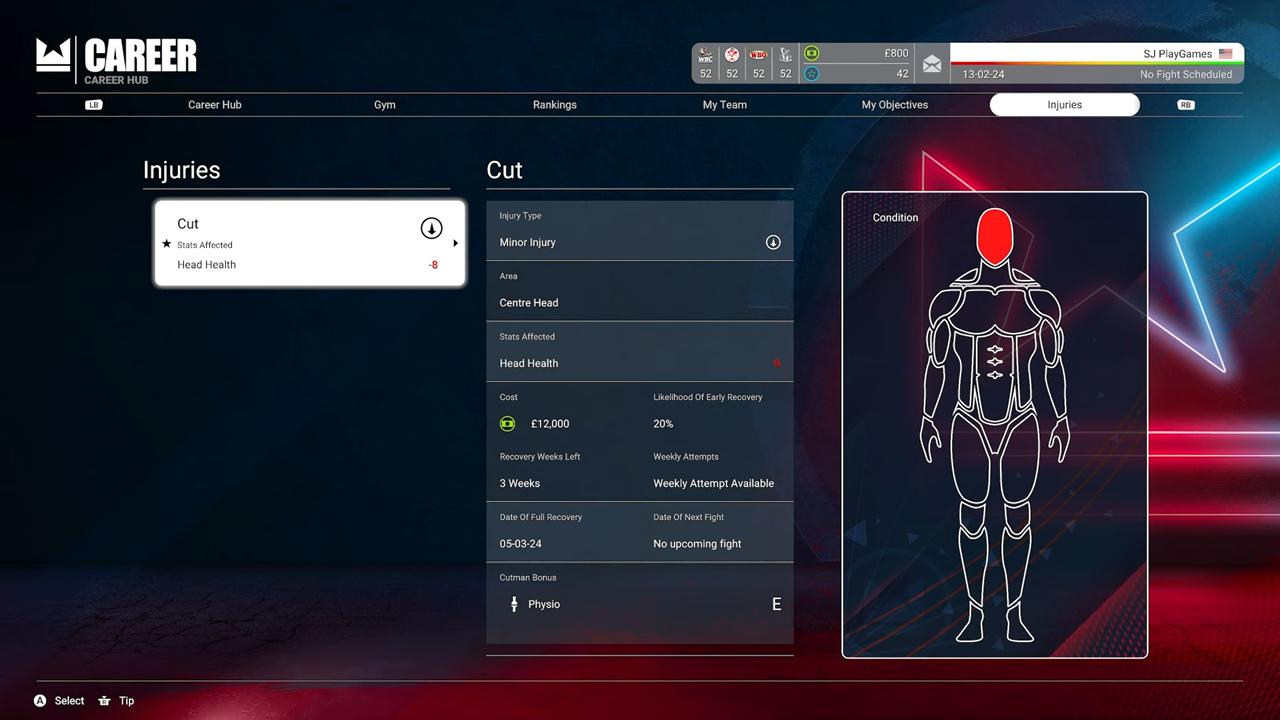 CAREER
CAREER HUB
WBC
WBO
52
52
52
52
£800
42
SJ PlayGames
13-02-24
No Fight Scheduled
LB
Career Hub
Gym
Rankings
My Team
My Objectives
Injuries
RB
Injuries
Cut
Stats Affected
Head Health
-8
Cut
Injury Type
Minor Injury
Area
Centre Head
Stats Affected
Head Health
-8
Cost
Likelihood Of Early Recovery
£12,000
20%
Recovery Weeks Left
Weekly Attempts
3 Weeks
Weekly Attempt Available
Date Of Full Recovery
Date Of Next Fight
05-03-24
No upcoming fight
Cutman Bonus
Physio
E
Condition
A
Select
Tip